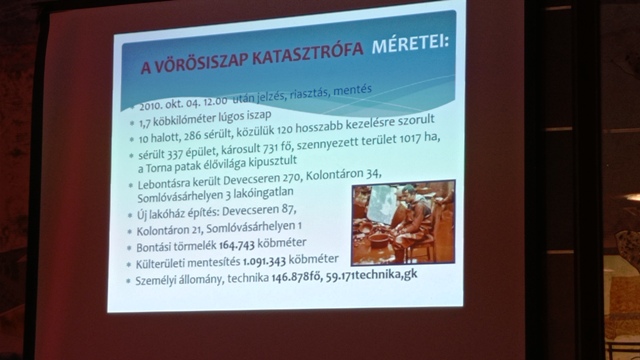 A VÖRÖSISZAP KATASZTRÓFA MÉRETEI:
• 2010. okt. 04. 12.00 után jelzés, riasztás, mentés
• 1,7 köbkilóméter lúgos iszap
• 10 halott, 286 sérült, közülük 120 hosszabb kezelésre szorult
• sérült 337 épület, károsult 731 fő, szennyezett terület 1017 ha,
a Torna patak élővilága kipusztult
• Lebontásra került Devecseren 270, Kolontáron 34,
Somlóvásárhelyen 3 lakóingatlan
• Új lakóház építés: Devecseren 87,
• Kolontáron 21, Somlóvásárhelyen 1
• Bontási törmelék 164.743 köbméter
• Külterületi mentesítés 1.091.343 köbméter
• Személyi állomány, technika 146.878fő, 59.171technika,gk